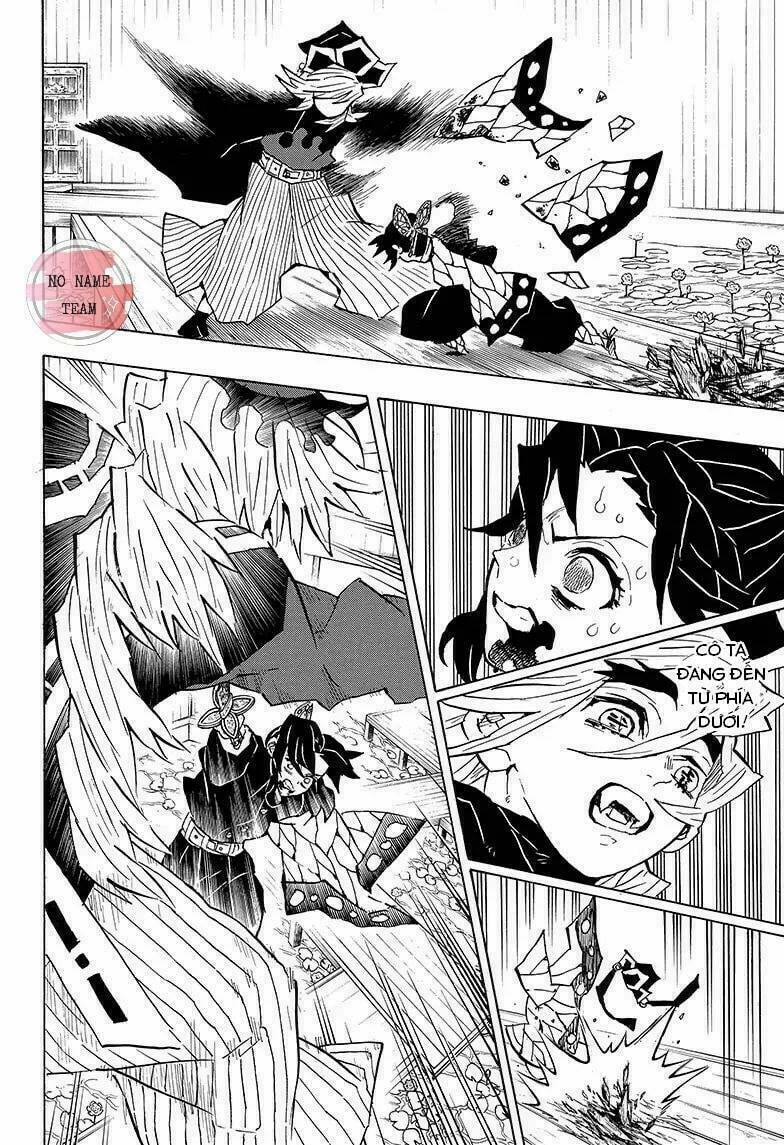 NO NAME
TEAM
CÔ TA
ĐANG ĐẾN
TỪ PHÍA
DƯỚI!